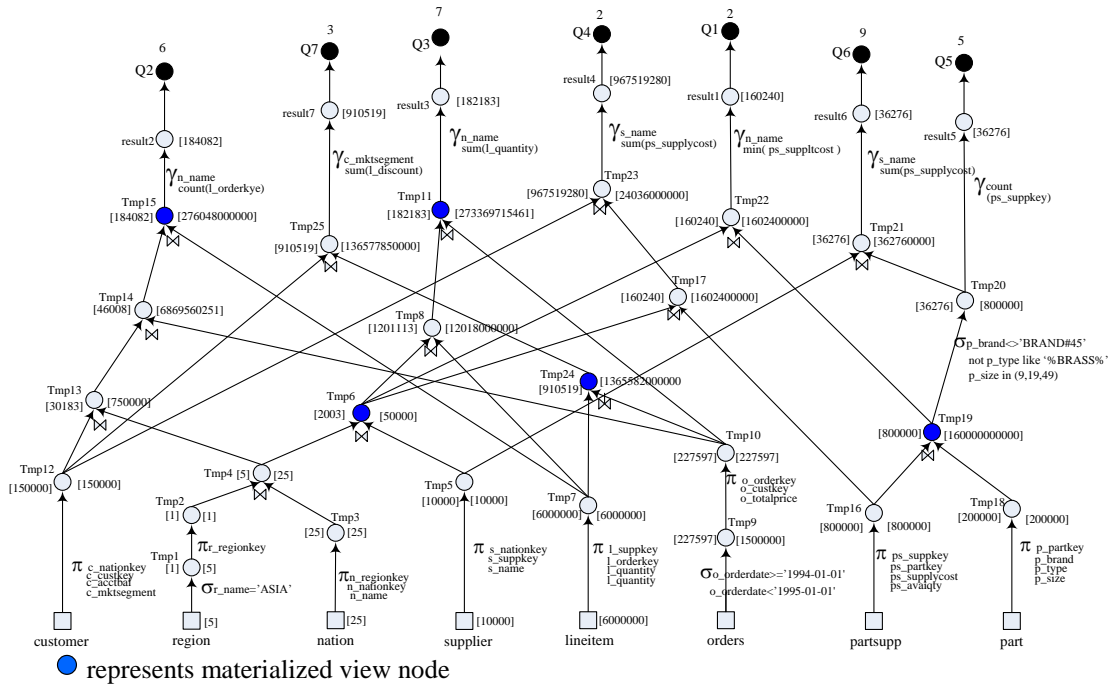 7
2
2
3
9
6
5
Q3
Q4
Q1
Q7
Q6
Q5
Q2
result4 [967519280]
result3 [182183]
result1 [160240]
result7 [910519]
result6 [36276]
result5 [36276]
result2 [184082]
γn_name
sum(l_quantity)
γs_name
sum(ps_supplycost)
γn_name
min( ps_suppltcost )
γc_mktsegment
sum(l_discount)
γs_name
sum(ps_supplycost)
γcount
(ps_suppkey)
γn_name
count(l_orderkye)
Tmp23
[967519280] [24036000000]
Tmp15
[184082] [276048000000]
Tmp11
[182183] [273369715461]
Tmp22
[160240] [1602400000]
Tmp25
[910519] [136577850000]
Tmp21
[36276] [362760000]
Tmp17
[160240] [1602400000]
Tmp20
[36276] [800000]
Tmp14
[46008] [6869560251]
Tmp8
[1201113] [12018000000]
σp_brand<>'BRAND#45'
not p_type like '%BRASS%'
p_size in (9,19,49)
Tmp24
[910519] [1365582000000
Tmp13
[30183] [750000]
Tmp6
[2003] [50000]
Tmp19
[800000] [160000000000]
Tmp10
[227597] [227597]
Tmp12
[150000] [150000]
Tmp4 [5] [25]
Tmp5
[10000] [10000]
Tmp7
[6000000] [6000000]
π o_orderkey
o_custkey
o_totalprice
Tmp2
[1] [1]
Tmp3
[25] [25]
Tmp16
[800000] [800000]
Tmp18
[200000] [200000]
Tmp9
[227597] [1500000]
πr_regionkey
Tmp1
[1] [5]
π c_nationkey
c_custkey
c_acctbal
c_mktsegment
σr_name='ASIA'
πn_regionkey
n_nationkey
n_name
π s_nationkey
s_suppkey
s_name
π l_suppkey
l_orderkey
l_quantity
l_quantity
σo_orderdate>='1994-01-01'
o_orderdate<'1995-01-01'
π ps_suppkey
ps_partkey
ps_supplycost
ps_avaiqty
π p_partkey
p_brand
p_type
p_size
[5]
[25]
[10000]
[6000000]
customer region nation supplier lineitem orders partsupp part
represents materialized view node